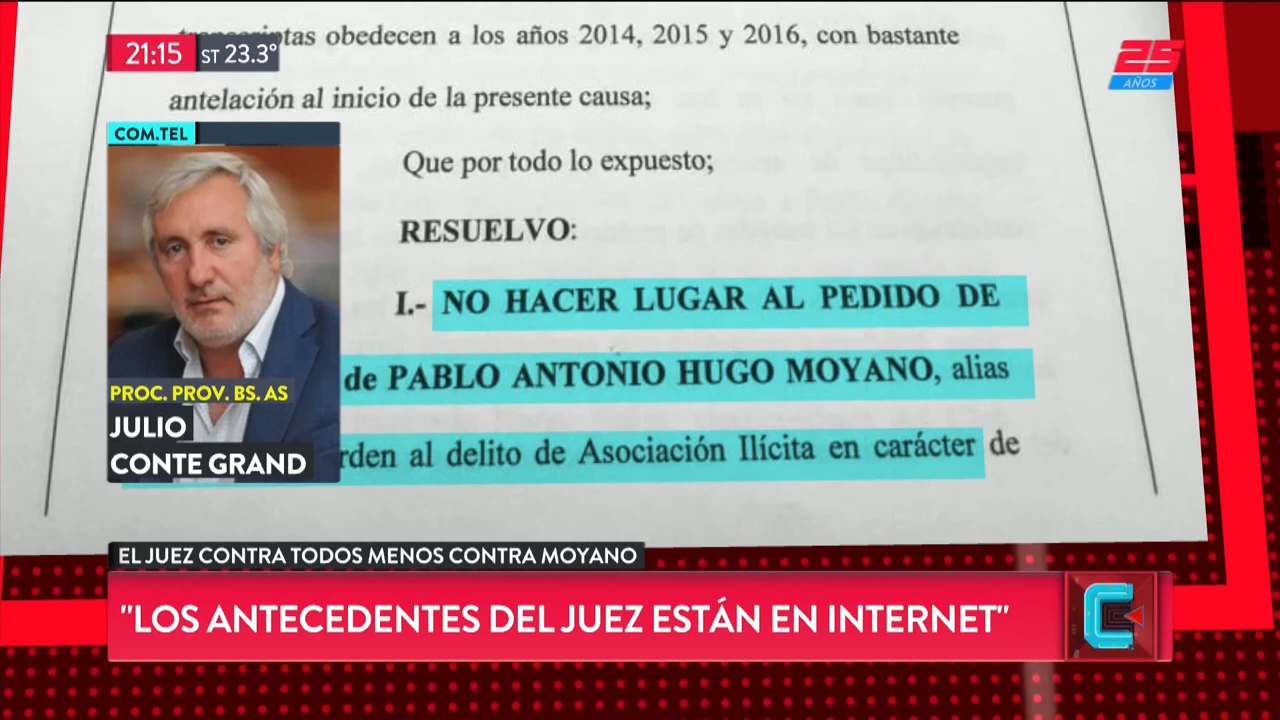 obedecen a los años 2014, 2015 y 2016, con bastante
21:15 ST 23.3°
25
AÑOS
antelación al inicio de la presente causa;
COM.TEL
Que por todo lo expuesto;
RESUELVO:
I.- NO HACER LUGAR AL PEDIDO DE
de PABLO ANTONIO HUGO MOYANO, alias
al delito de Asociación Ilícita en carácter de
PROC. PROV. BS. AS
JULIO
CONTE GRAND
EL JUEZ CONTRA TODOS MENOS CONTRA MOYANO
"LOS ANTECEDENTES DEL JUEZ ESTÁN EN INTERNET"
C